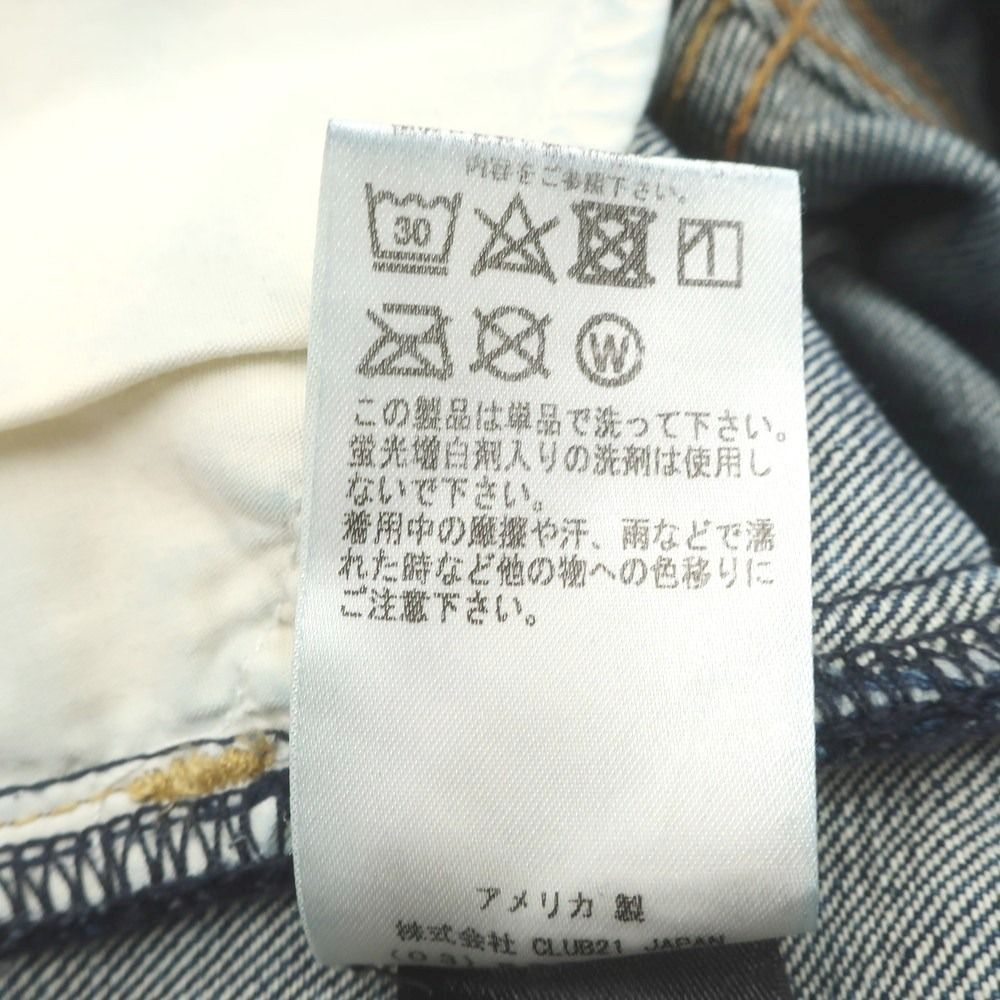 内容をご参照下さい。
30
W
この製品は単品で洗って下さい。
蛍光増白剤入りの洗剤は使用し
ないで下さい。
着用中の摩擦や汗、雨などで濡
れた時など他の物への色移りに
ご注意下さい。
アメリカ 製
株式会社 CLUB21 JAPAN
(03)